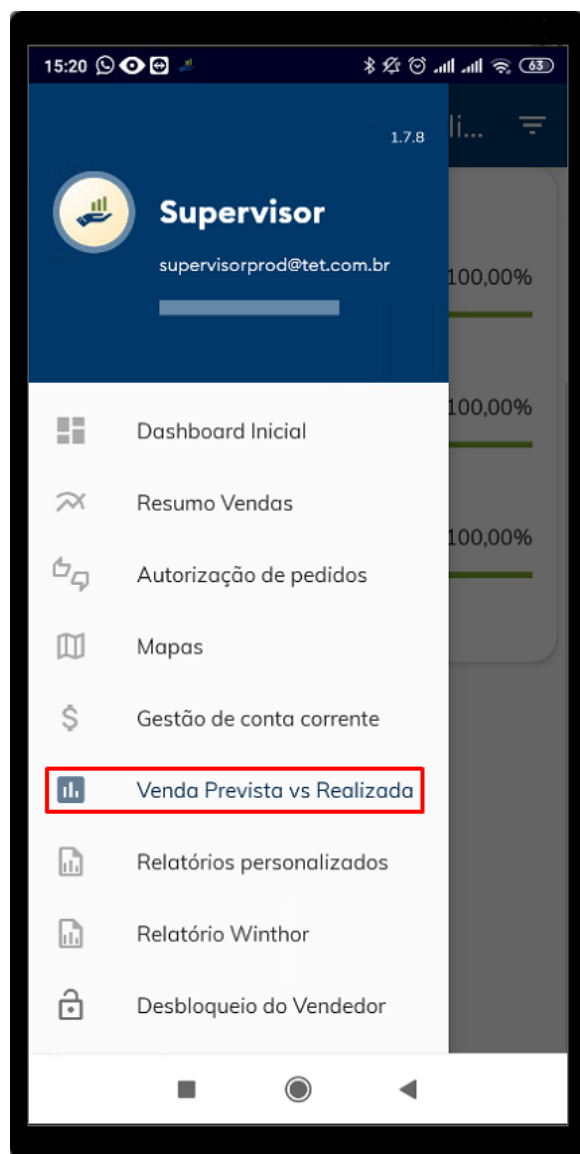 15:20
63
1.7.8
li...
Supervisor
supervisorprod@tet.com.br
100,00%
Dashboard Inicial
100,00%
Resumo Vendas
100,00%
Autorização de pedidos
Mapas
$
Gestão de conta corrente
Venda Prevista vs Realizada
Relatórios personalizados
Relatório Winthor
Desbloqueio do Vendedor